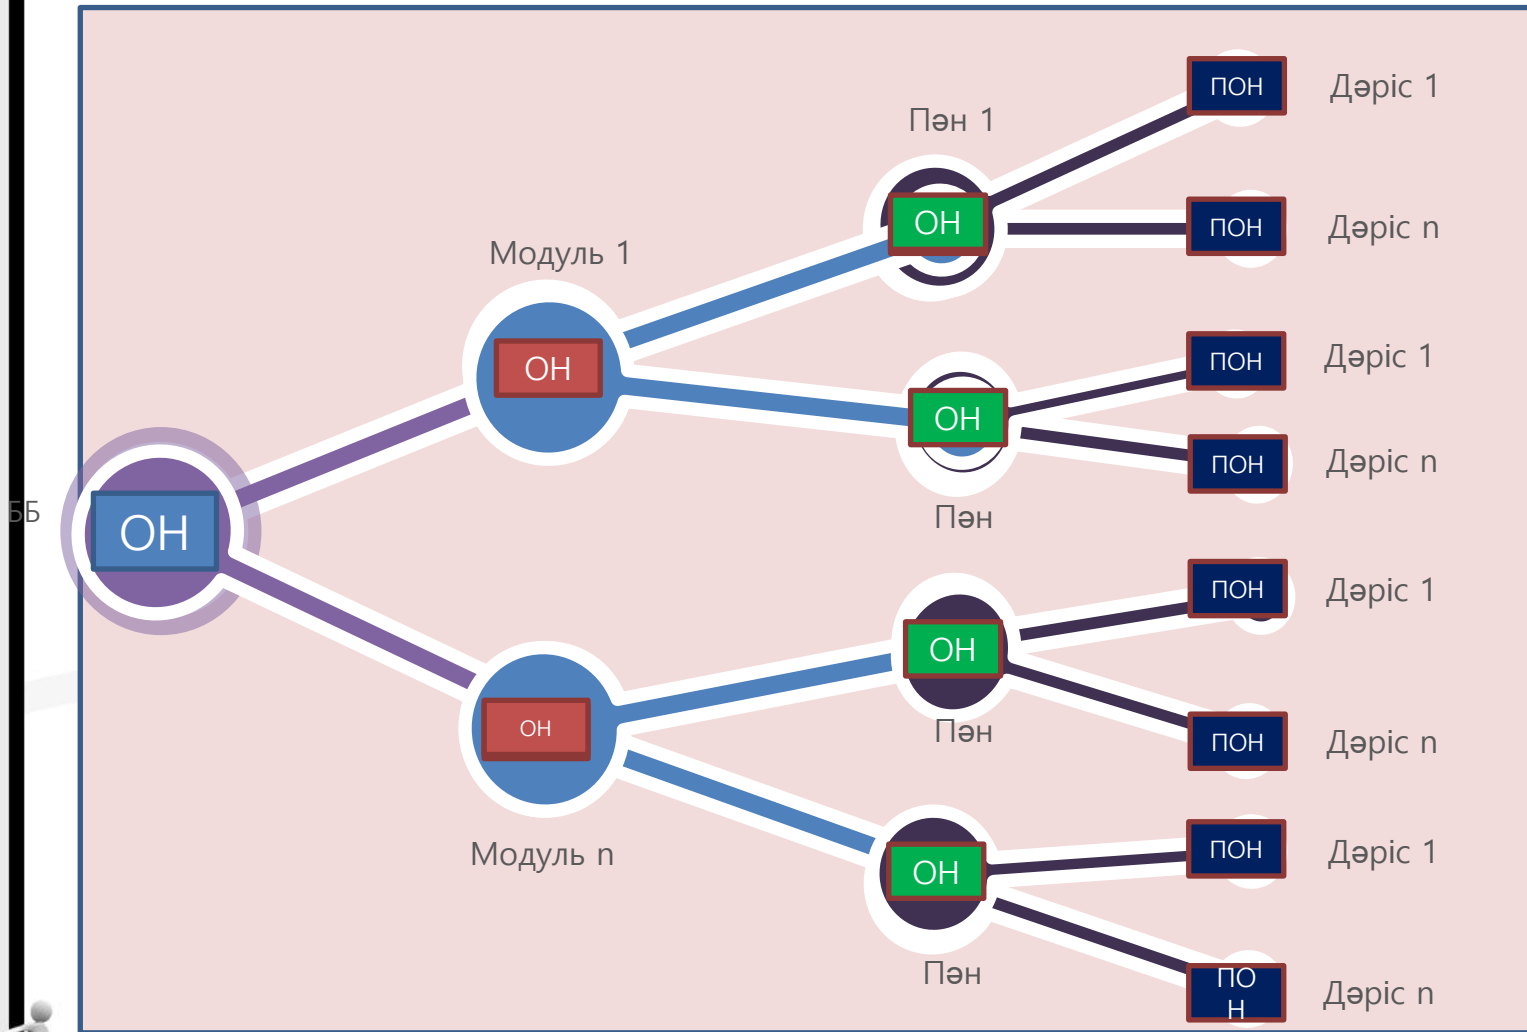 ПОН
Дәріс 1
Пән 1
ОН
ПОН
Дәріс n
Модуль 1
ОН
ПОН
Дәріс 1
ОН
ПОН
Дәріс n
Пән
ББ
ОН
ПОН
Дәріс 1
ОН
Пән
ПОН
Дәріс n
ОН
Модуль n
ПОН
Дәріс 1
ОН
Пән
ПО
Н
Дәріс n